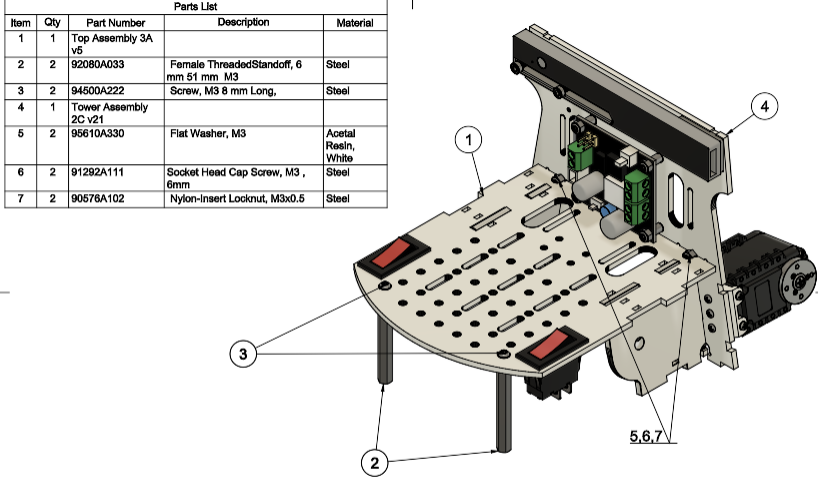 Parts List
Item Qty Part Number Description Material
1 1 Top Assembly 3A
v5
2 2 92080A033 Female ThreadedStandoff, 6 Steel
mm 51 mm M3
3 2 94500A222 Screw, M3 8 mm Long, Steel
4 1 Tower Assembly
2C v21
5 2 95610A330 Flat Washer, M3 Acetal
Resin,
White
6 2 91292A111 Socket Head Cap Screw, M3 , Steel
6mm
7 2 90576A102 Nylon-Insert Locknut, M3x0.5 Steel
4
1
3
5,6,7
2